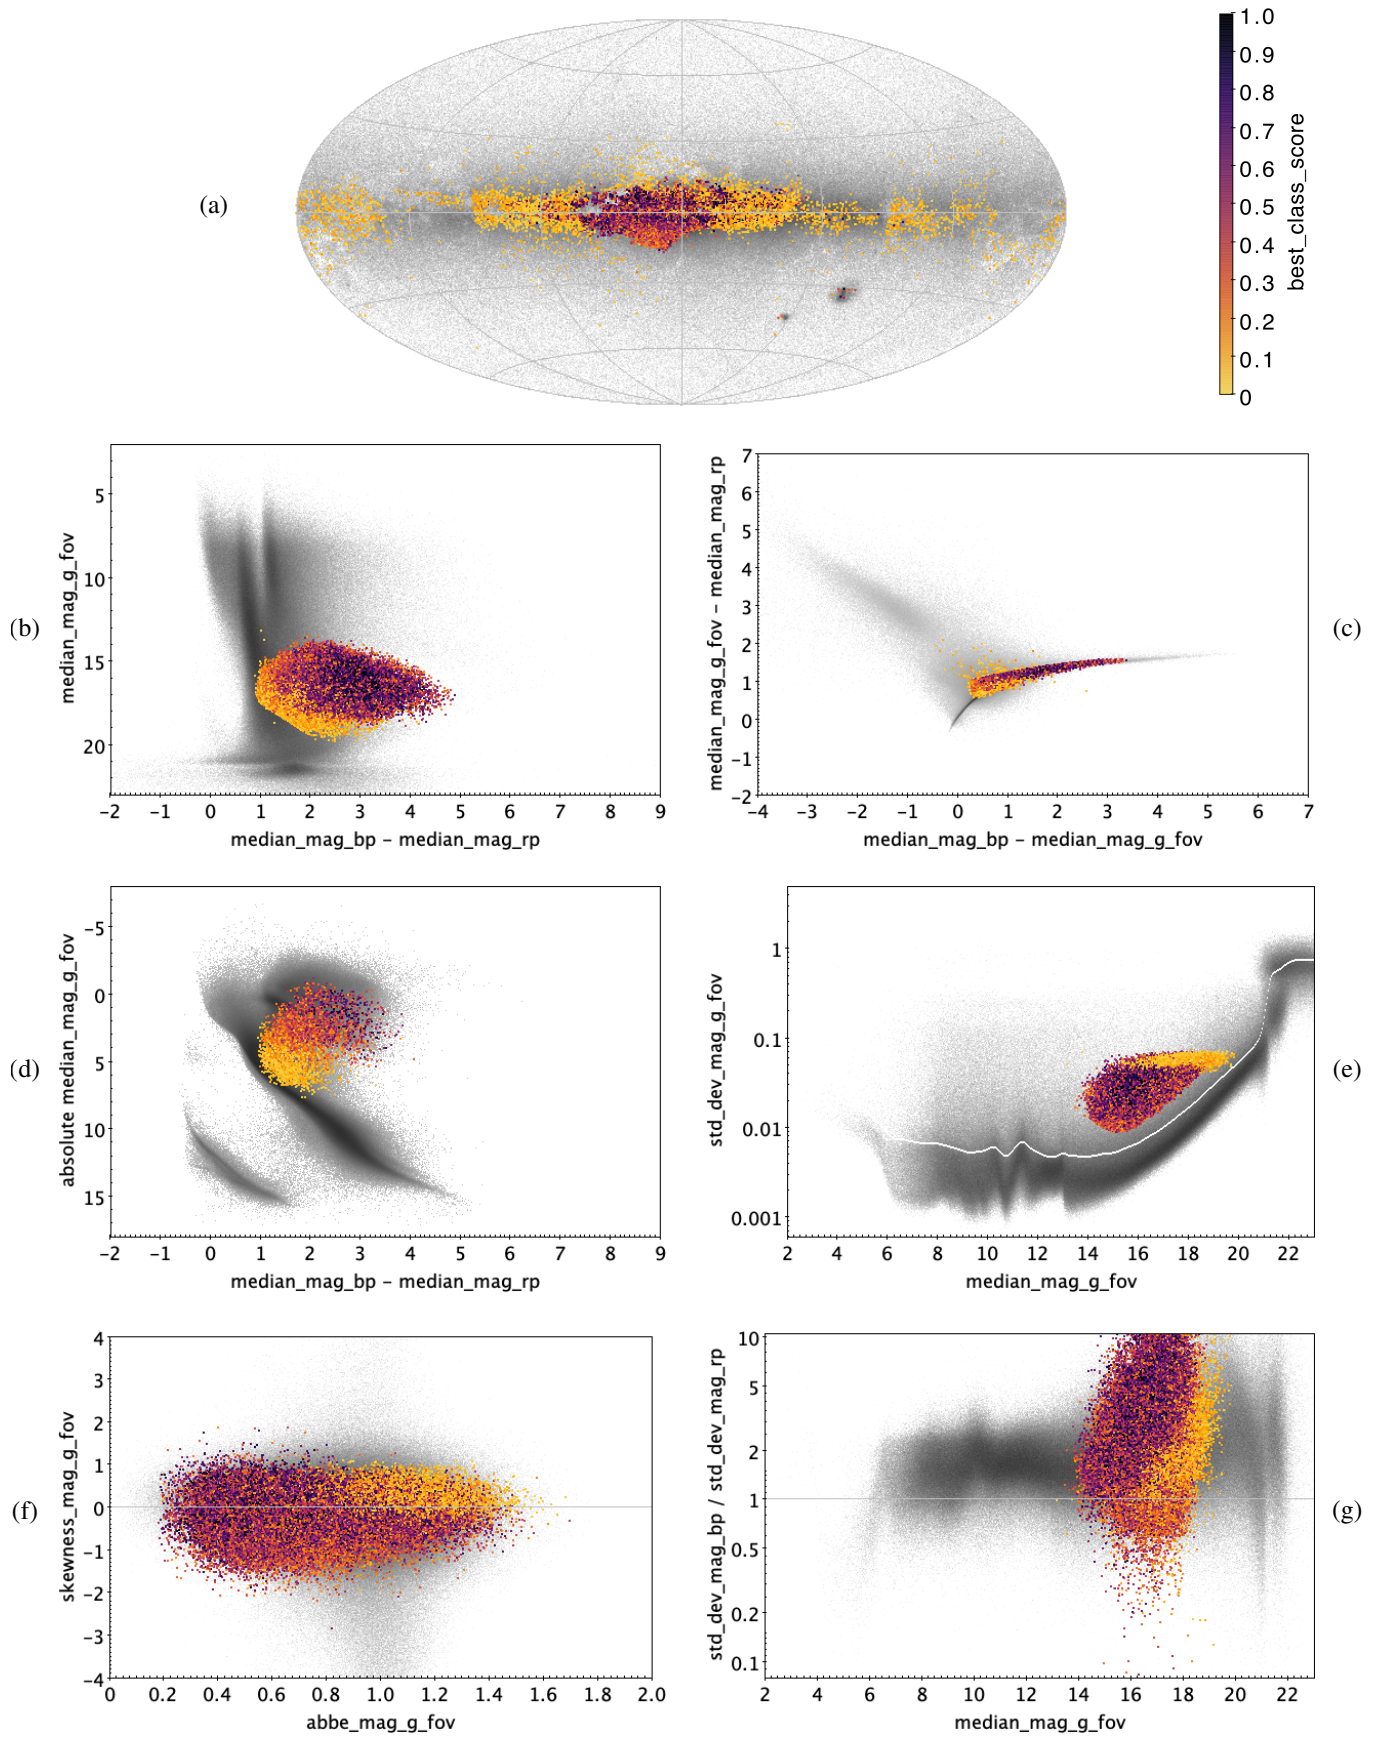 (a)
1.0
0.9
0.8
0.7
0.6
0.5
0.4
0.3
0.2
0.1
0
best_class_score
(b)
median_mag_g_fov
5
10
15
20
−2 −1 0 1 2 3 4 5 6 7 8 9
median_mag_bp − median_mag_rp
(c)
median_mag_g_fov − median_mag_rp
7
6
5
4
3
2
1
0
−1
−2
−4 −3 −2 −1 0 1 2 3 4 5 6 7
median_mag_bp − median_mag_g_fov
(d)
absolute median_mag_g_fov
−5
0
5
10
15
−2 −1 0 1 2 3 4 5 6 7 8 9
median_mag_bp − median_mag_rp
(e)
std_dev_mag_g_fov
1
0.1
0.01
0.001
2 4 6 8 10 12 14 16 18 20 22
median_mag_g_fov
(f)
skewness_mag_g_fov
4
3
2
1
0
−1
−2
−3
−4
0 0.2 0.4 0.6 0.8 1.0 1.2 1.4 1.6 1.8 2.0
abbe_mag_g_fov
(g)
std_dev_mag_bp / std_dev_mag_rp
10
5
2
1
0.5
0.2
0.1
2 4 6 8 10 12 14 16 18 20 22
median_mag_g_fov